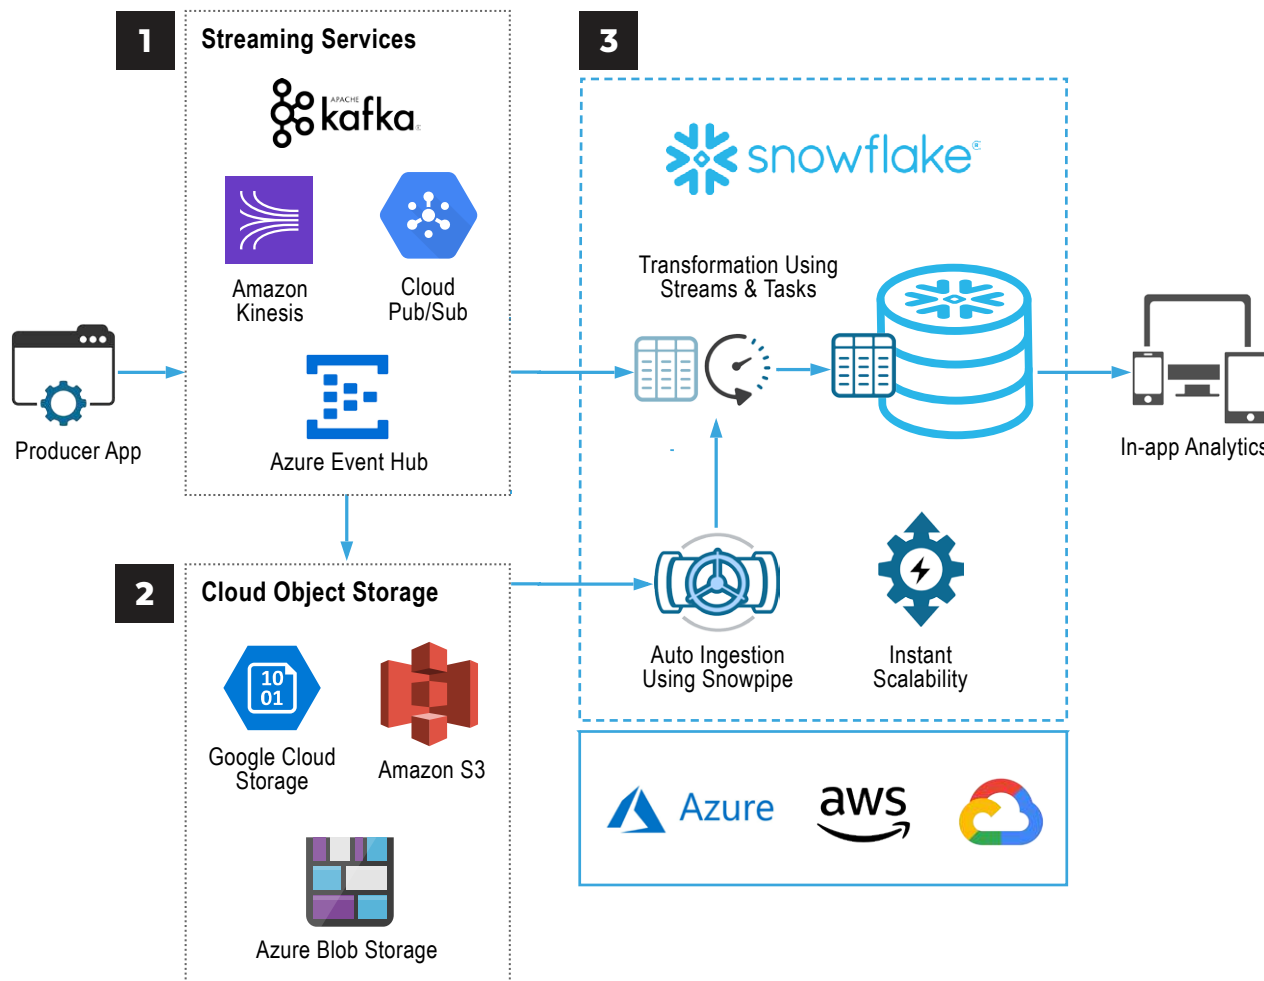 1
Streaming Services
APACHE
kafka
Amazon
Kinesis
Cloud
Pub/Sub
Azure Event Hub
Producer App
2
Cloud Object Storage
10
01
Google Cloud
Storage
Amazon S3
Azure Blob Storage
3
snowflake
Transformation Using
Streams & Tasks
Auto Ingestion
Using Snowpipe
Instant
Scalability
Azure
aws
In-app Analytics